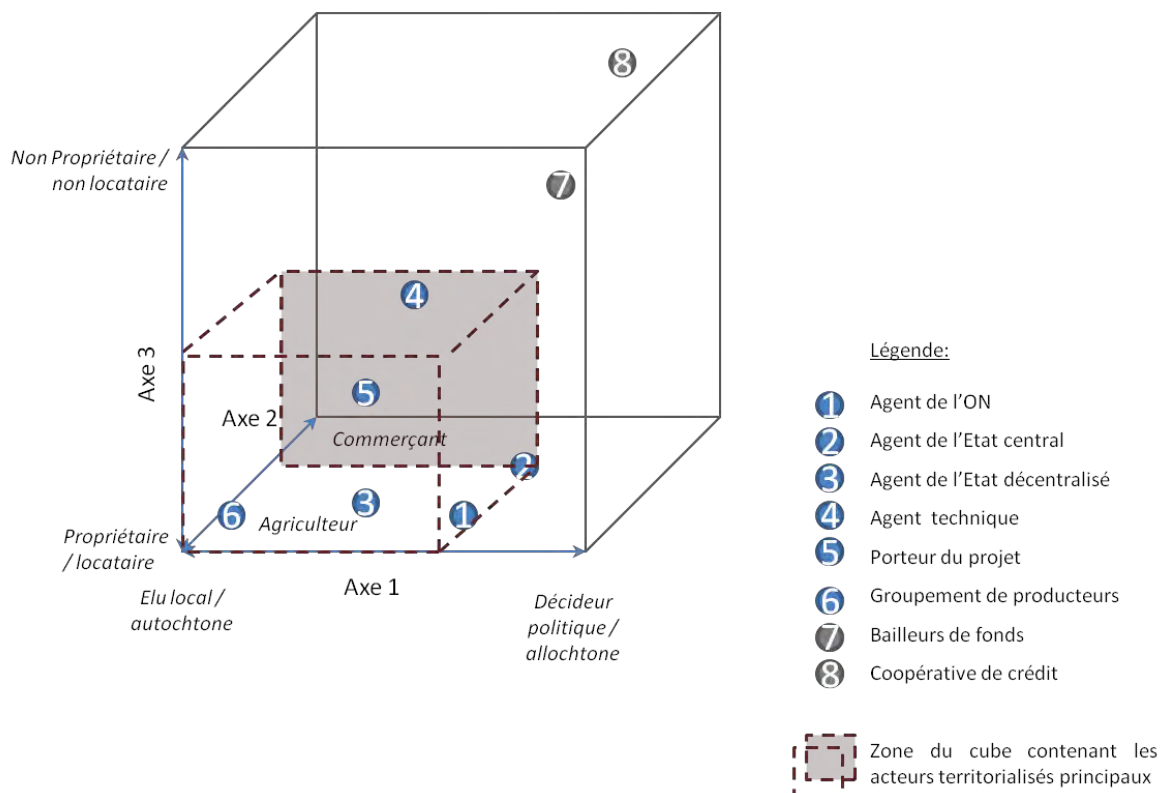 8
Non Propriétaire /
non locataire
7
4
Axe 3
5
Axe 2
Commerçant
2
6
3
1
Agriculteur
Propriétaire
/ locataire
Axe 1
Elu local /
autochtone
Décideur
politique /
allochtone
Légende:
1 Agent de l’ON
2 Agent de l’Etat central
3 Agent de l’Etat décentralisé
4 Agent technique
5 Porteur du projet
6 Groupement de producteurs
7 Bailleurs de fonds
8 Coopérative de crédit
Zone du cube contenant les
acteurs territorialisés principaux